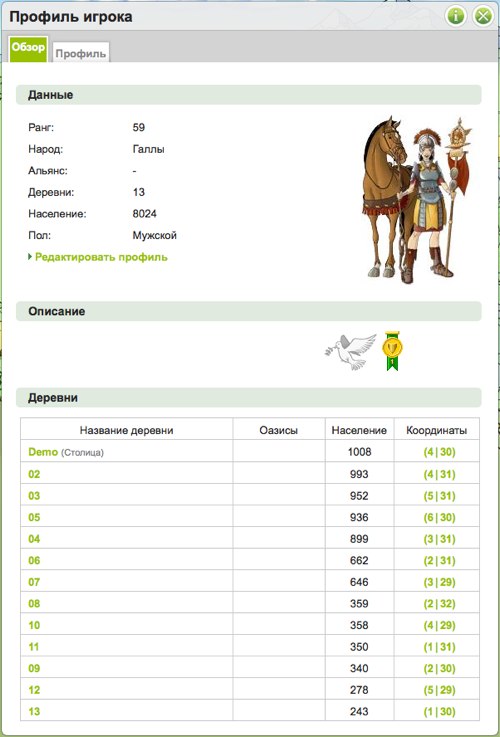 Профиль игрока
Обзор
Профиль
Данные
Ранг: 59
Народ: Галлы
Альянс: -
Деревни: 13
Население: 8024
Пол: Мужской
Редактировать профиль
Описание
1
Деревни
Название деревни Оазисы Население Координаты
Demo (Столица) 1008 (4|30)
02 993 (4|31)
03 952 (5|31)
05 936 (6|30)
04 899 (3|31)
06 662 (2|31)
07 646 (3|29)
08 359 (2|32)
10 358 (4|29)
11 350 (1|31)
09 340 (2|30)
12 278 (5|29)
13 243 (1|30)